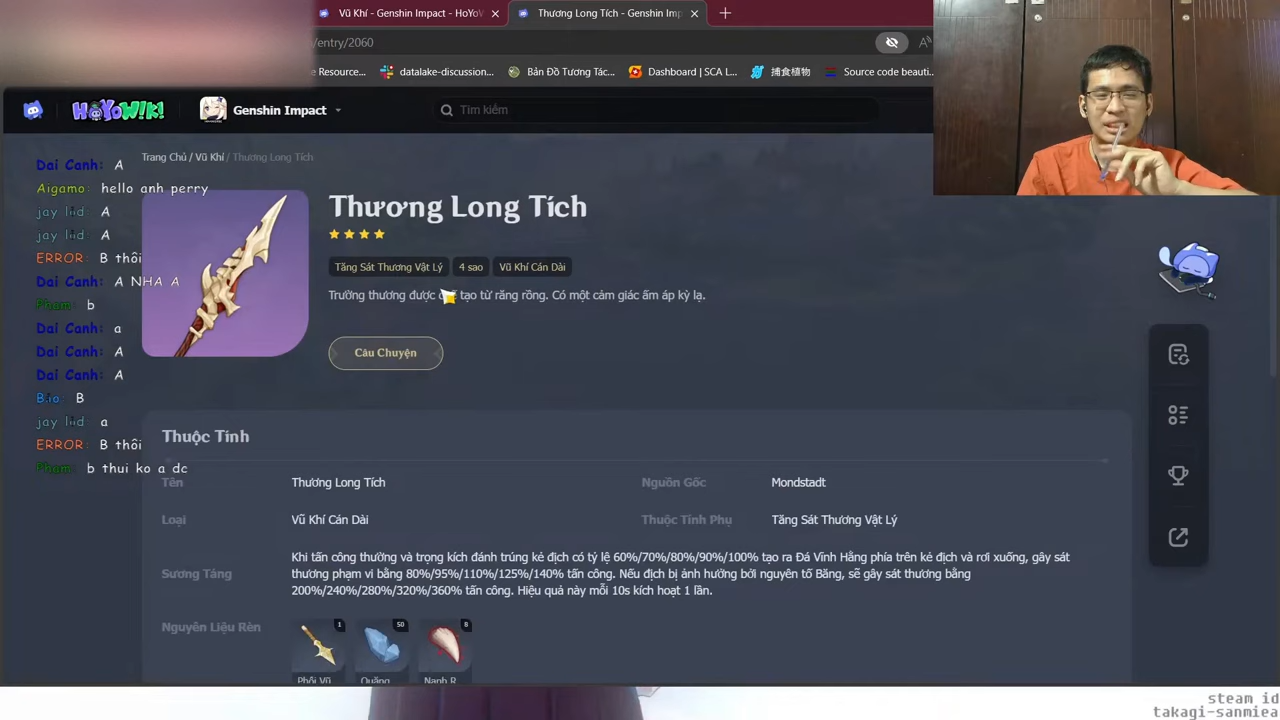 Vũ Khí - Genshin Impact - HoYoV
Thương Long Tích - Genshin Imp
/entry/2060
Resource...
datalake-discussion...
Bản Đồ Tương Tác...
Dashboard | SCA L...
捕食植物
Source code beauti...
HoYoWiKi
Genshin Impact
Tìm kiếm
Trang Chủ / Vũ Khí / Thương Long Tích
Dai Canh: A
Aigamo: hello anh perry
jay lid: A
jay lid: A
ERROR: B thôi
Dai Canh: A NHA A
Pham: b
Dai Canh: a
Dai Canh: A
Dai Canh: A
Bảo: B
jay lid: a
ERROR: B thôi
Pham: b thui ko a dc
Thương Long Tích
Tăng Sát Thương Vật Lý
4 sao
Vũ Khí Cán Dài
Trường thương được chế tạo từ răng rồng. Có một cảm giác ấm áp kỳ lạ.
Câu Chuyện
Thuộc Tính
Tên Thương Long Tích
Nguồn Gốc Mondstadt
Loại Vũ Khí Cán Dài
Thuộc Tính Phụ Tăng Sát Thương Vật Lý
Sương Táng
Khi tấn công thường và trọng kích đánh trúng kẻ địch có tỷ lệ 60%/70%/80%/90%/100% tạo ra Đá Vĩnh Hằng phía trên kẻ địch và rơi xuống, gây sát
thương phạm vi bằng 80%/95%/110%/125%/140% tấn công. Nếu địch bị ảnh hưởng bởi nguyên tố Băng, sẽ gây sát thương bằng
200%/240%/280%/320%/360% tấn công. Hiệu quả này mỗi 10s kích hoạt 1 lần.
Nguyên Liệu Rèn
1
50
8
Phôi Vũ
Quặng
Nanh R
steam id
takagi-sanmiea